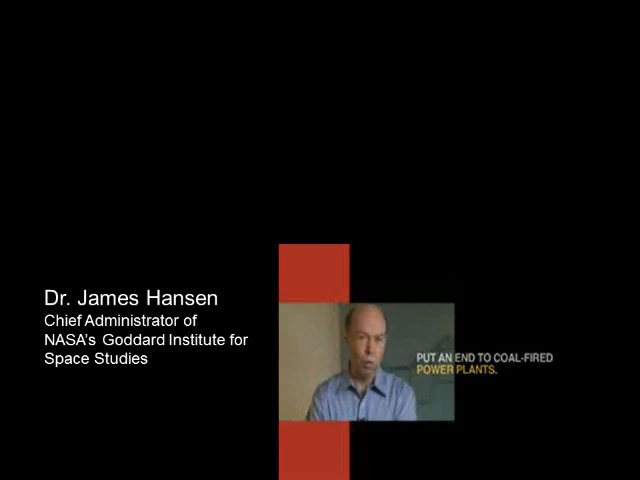 Dr. James Hansen
Chief Administrator of
NASA's Goddard Institute for
Space Studies
PUT AN END TO COAL-FIRED
POWER PLANTS.